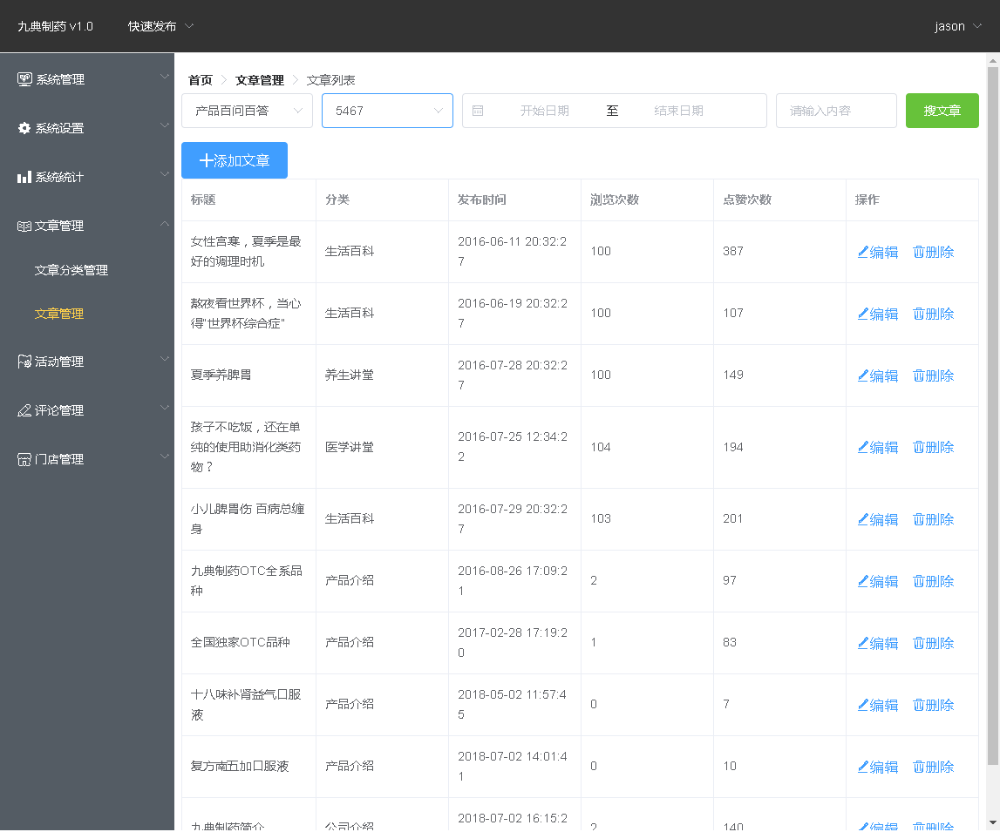 九典制药 v1.0
快速发布
jason
系统管理
系统设置
系统统计
文章管理
文章分类管理
文章管理
活动管理
评论管理
门店管理
首页
文章管理
文章列表
产品百问百答
5467
开始日期
至
结束日期
请输入内容
搜文章
添加文章
标题
分类
发布时间
浏览次数
点赞次数
操作
女性宫寒，夏季是最
好的调理时机
生活百科
2016-06-11 20:32:2
7
100
387
编辑
删除
熬夜看世界杯，当心
得“世界杯综合症”
生活百科
2016-06-19 20:32:2
7
100
107
编辑
删除
夏季养脾胃
养生讲堂
2016-07-28 20:32:2
7
100
149
编辑
删除
孩子不吃饭，还在单
纯的使用助消化类药
物？
医学讲堂
2016-07-25 12:34:2
2
104
194
编辑
删除
小儿脾胃伤 百病总缠
身
生活百科
2016-07-29 20:32:2
7
103
201
编辑
删除
九典制药OTC全系品
种
产品介绍
2016-08-26 17:09:2
1
2
97
编辑
删除
全国独家OTC品种
产品介绍
2017-02-28 17:19:2
0
1
83
编辑
删除
十八味补肾益气口服
液
产品介绍
2018-05-02 11:57:4
5
0
7
编辑
删除
复方南五加口服液
产品介绍
2018-07-02 14:01:4
1
0
10
编辑
删除
九典制药简介
公司介绍
2018-07-02 16:15:2
2
140
编辑
删除